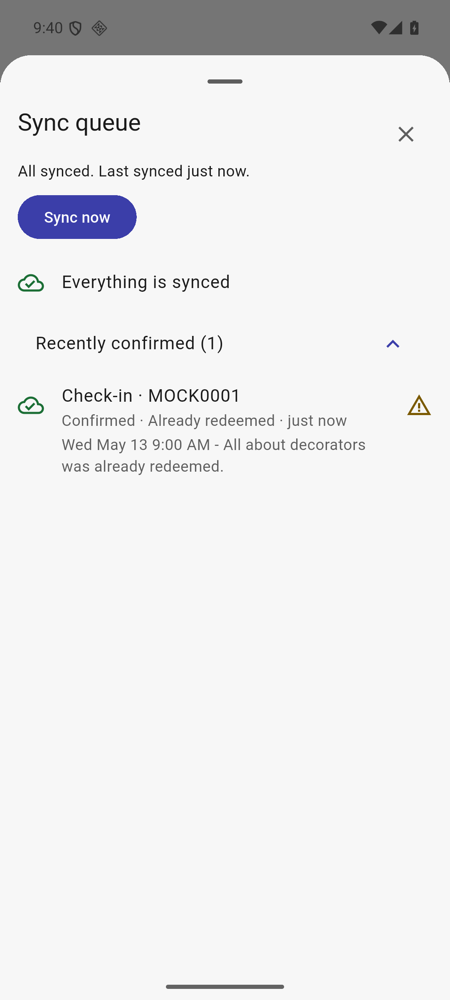 9:40
Sync queue
All synced. Last synced just now.
Sync now
Everything is synced
Recently confirmed (1)
Check-in · MOCK0001
Confirmed · Already redeemed · just now
Wed May 13 9:00 AM - All about decorators
was already redeemed.